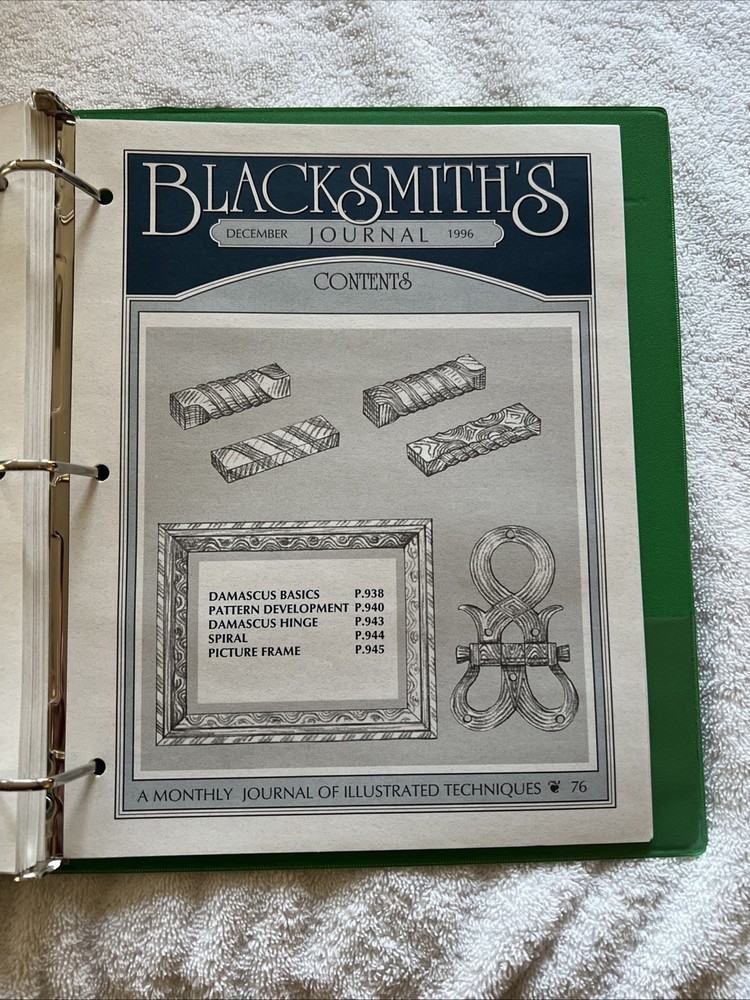 BLACKSMITH'S
DECEMBER JOURNAL 1996
CONTENTS
DAMASCUS BASICS P.938
PATTERN DEVELOPMENT P.940
DAMASCUS HINGE P.943
SPIRAL P.944
PICTURE FRAME P.945
A MONTHLY JOURNAL OF ILLUSTRATED TECHNIQUES ❦ 76